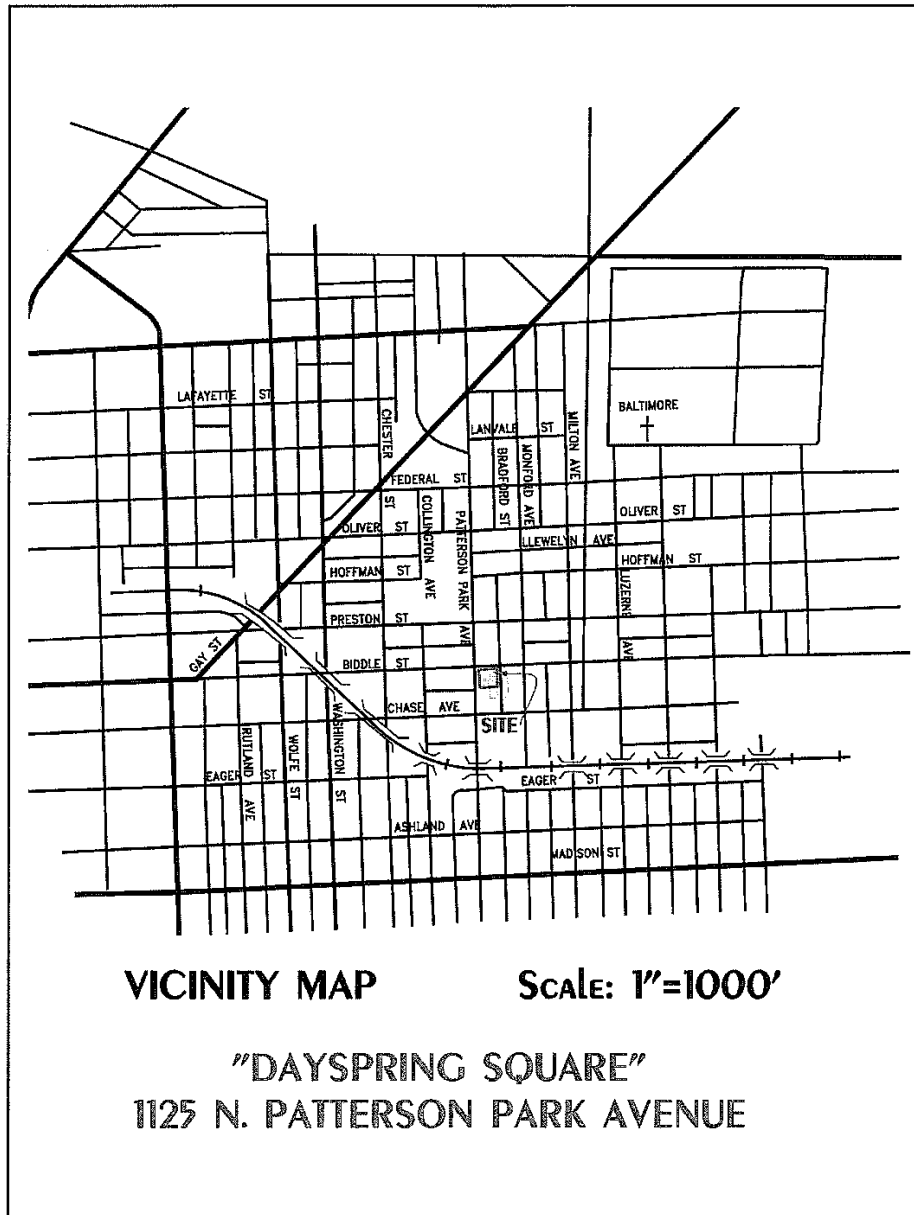 LAFAYETTE ST
BALTIMORE
CHESTER ST
LANVALE ST
MILTON AVE
BRADFORD ST
MONFORD AVE
FEDERAL ST
COLLINGTON AVE
PATTERSON PARK AVE
OLIVER ST
OLIVER ST
LLEWELYN AVE
HOFFMAN ST
HOFFMAN ST
LUZERNE AVE
PRESTON ST
GAY ST
BIDDLE ST
CHASE AVE
SITE
RUTLAND AVE
WOLFE ST
WASHINGTON ST
EAGER ST
EAGER ST
ASHLAND AVE
MADISON ST
VICINITY MAP SCALE: 1"=1000'
"DAYSPRING SQUARE"
1125 N. PATTERSON PARK AVENUE